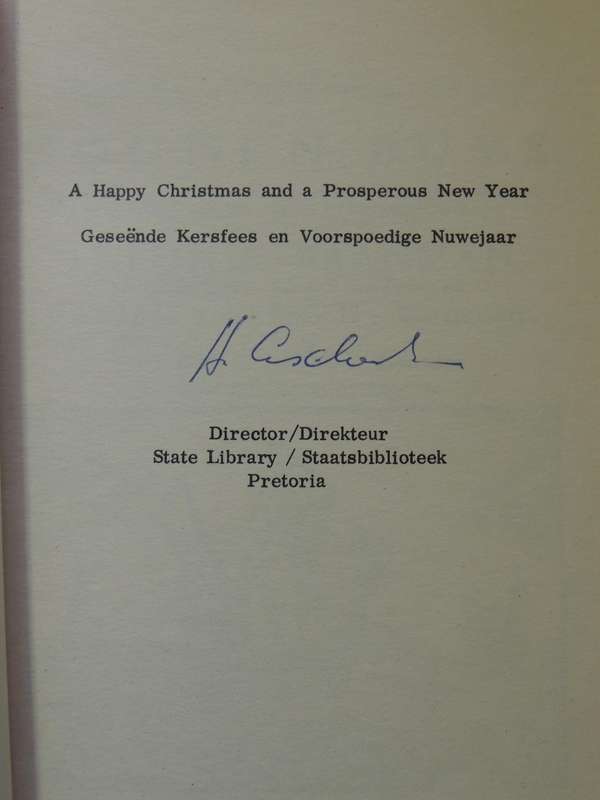 A Happy Christmas and a Prosperous New Year
Geseënde Kersfees en Voorspoedige Nuwejaar
H.
Director/Direkteur
State Library / Staatsbiblioteek
Pretoria